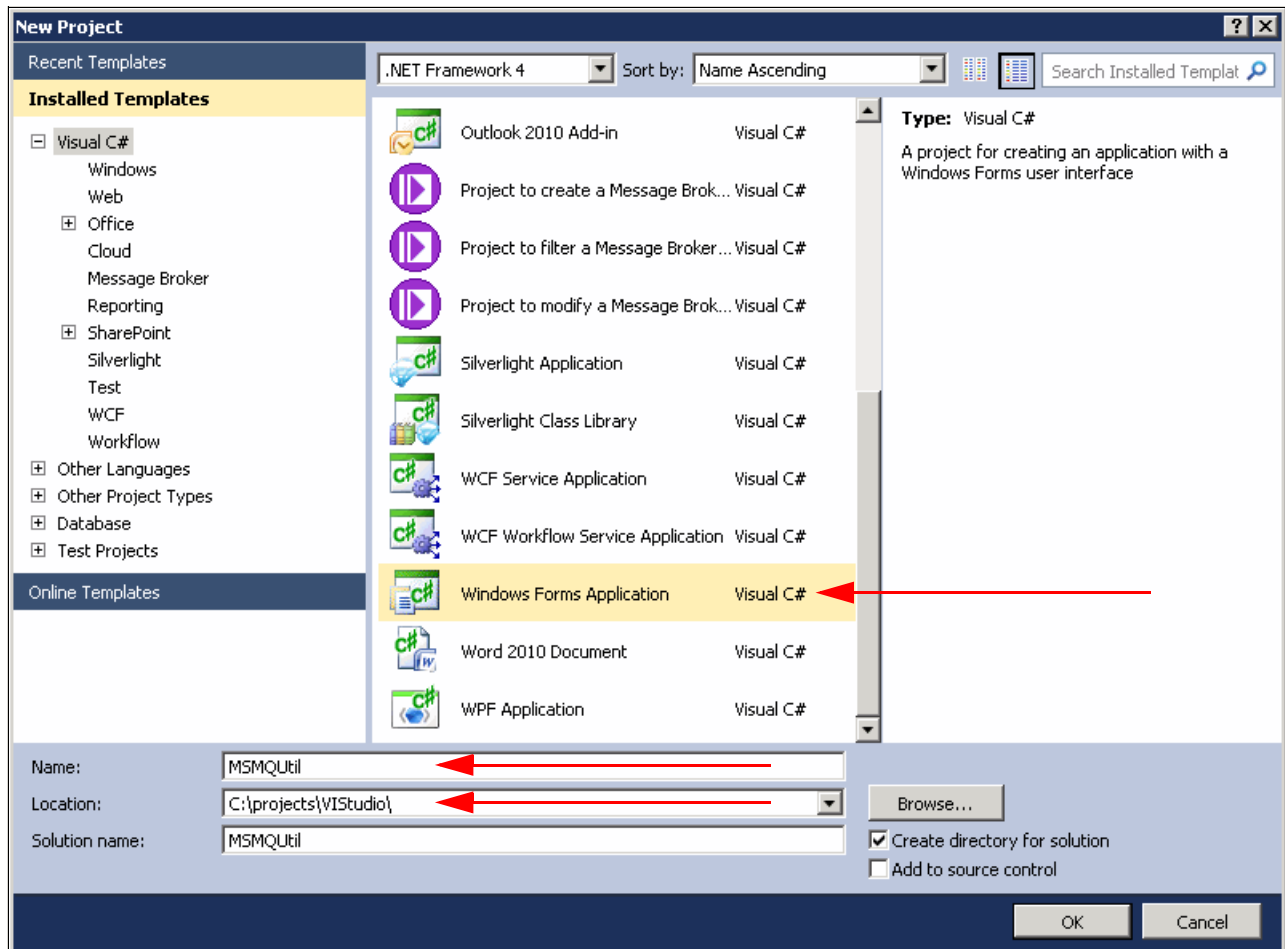 New Project
Recent Templates
.NET Framework 4
Sort by:
Name Ascending
Search Installed Templat
Installed Templates
Visual C#
Windows
Web
Office
Cloud
Message Broker
Reporting
SharePoint
Silverlight
Test
WCF
Workflow
Other Languages
Other Project Types
Database
Test Projects
Online Templates
Outlook 2010 Add-in Visual C#
Project to create a Message Brok... Visual C#
Project to filter a Message Broker... Visual C#
Project to modify a Message Brok... Visual C#
Silverlight Application Visual C#
Silverlight Class Library Visual C#
WCF Service Application Visual C#
WCF Workflow Service Application Visual C#
Windows Forms Application Visual C#
Word 2010 Document Visual C#
WPF Application Visual C#
Type: Visual C#
A project for creating an application with a
Windows Forms user interface
Name: MSMQUtil
Location: C:\projects\VIStudio\
Browse...
Solution name: MSMQUtil
Create directory for solution
Add to source control
OK Cancel